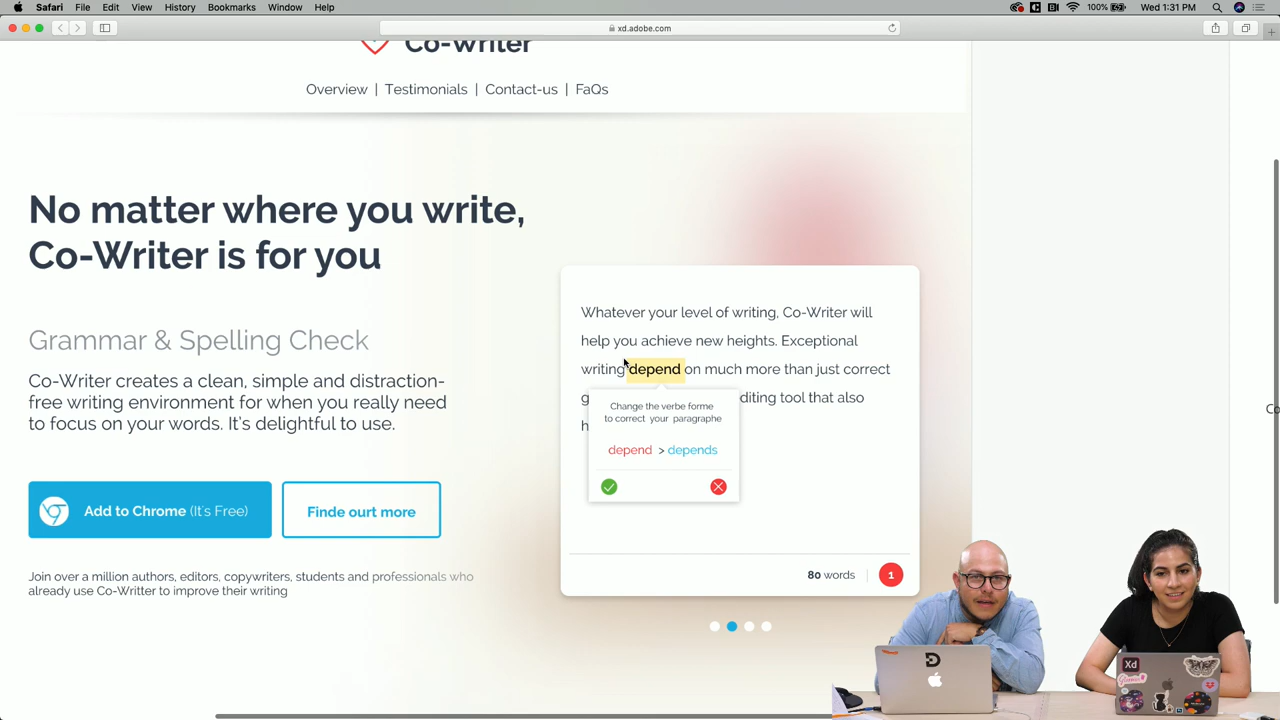 Safari File Edit View History Bookmarks Window Help 100% Wed 1:31 PM
xd.adobe.com
Co-Writer
Overview | Testimonials | Contact-us | FaQs
No matter where you write,
Co-Writer is for you
Grammar & Spelling Check
Co-Writer creates a clean, simple and distraction-
free writing environment for when you really need
to focus on your words. It's delightful to use.
Add to Chrome (It's Free)
Finde ourt more
Join over a million authors, editors, copywriters, students and professionals who
already use Co-Writter to improve their writing
Whatever your level of writing, Co-Writer will
help you achieve new heights. Exceptional
writing depend on much more than just correct
g diting tool that also
h
Change the verbe forme
to correct your paragraphe
depend > depends
80 words 1
Co
Xd